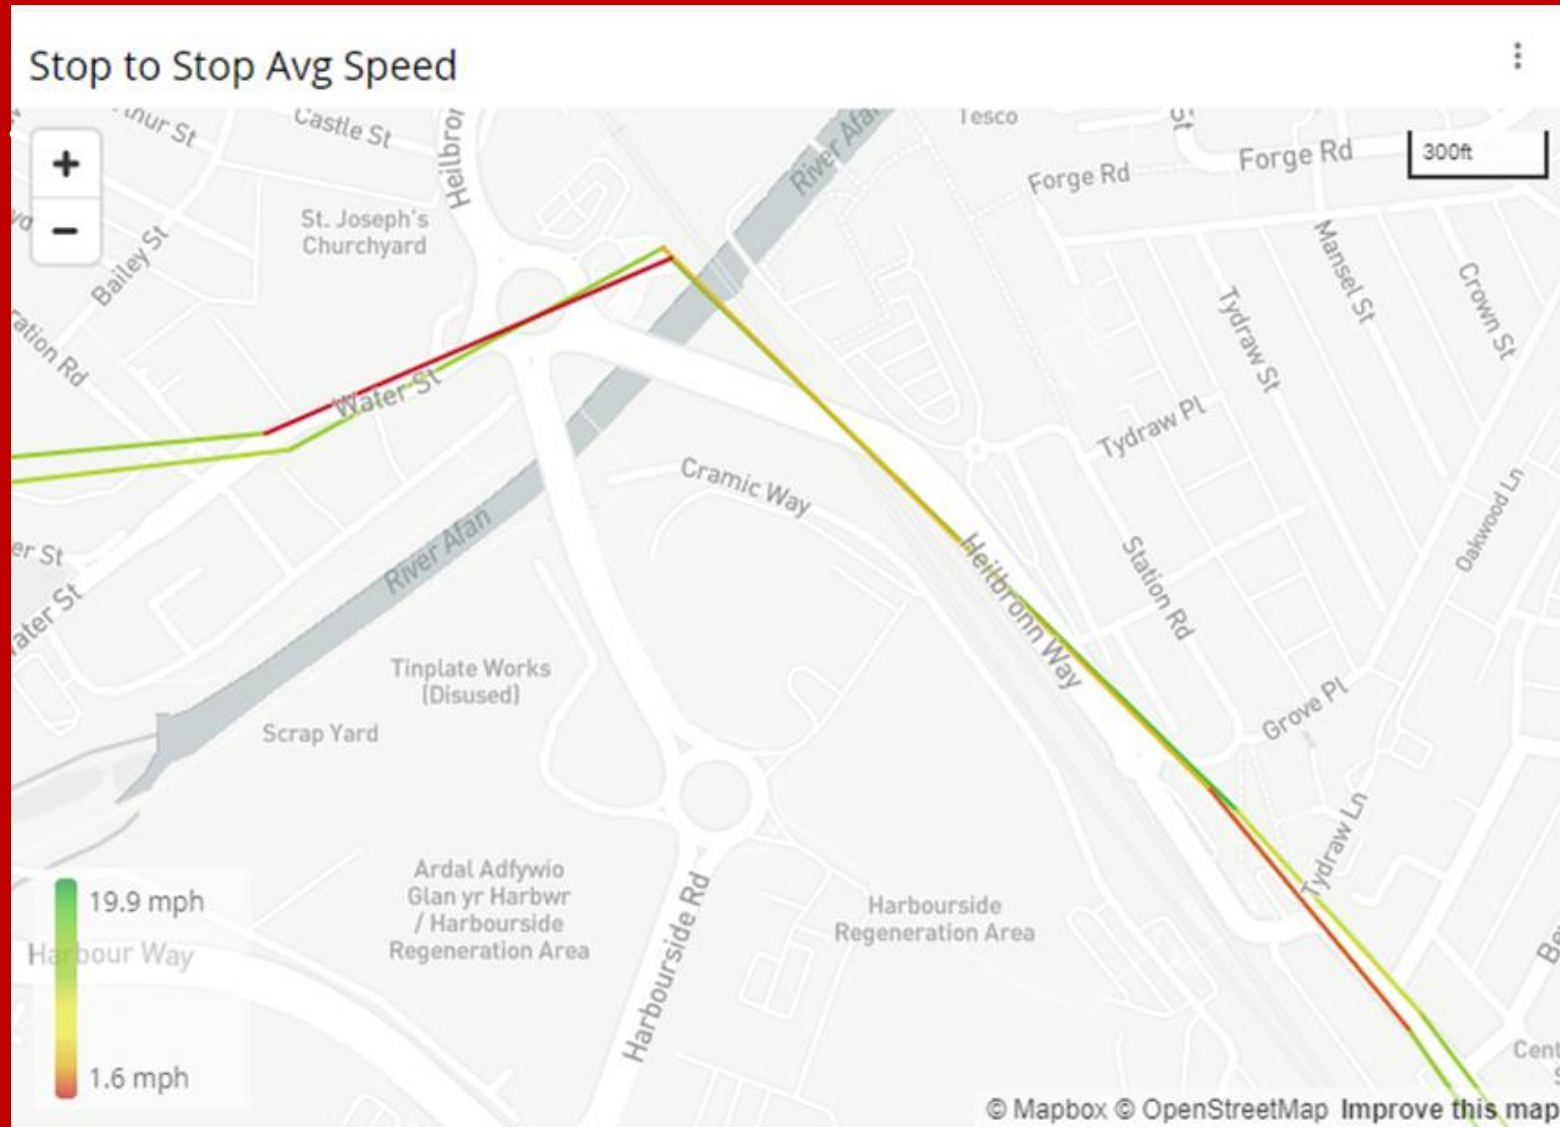 Stop to Stop Avg Speed
Castle St
Tesco
River Afan
Forge Rd
Forge Rd
300ft
+
−
St. Joseph's
Churchyard
Bailey St
Mansel St
Crown St
Tydraw St
Water St
Tydraw Pl
Cramic Way
Oakwood Ln
River Afan
Heilbronn Way
Station Rd
Tinplate Works
(Disused)
Scrap Yard
Grove Pl
Tydraw Ln
Ardal Adfywio
Glan yr Harbwr
/ Harbourside
Regeneration Area
Harbourside
Regeneration Area
Harbourside Rd
19.9 mph
Harbour Way
1.6 mph
© Mapbox © OpenStreetMap Improve this map